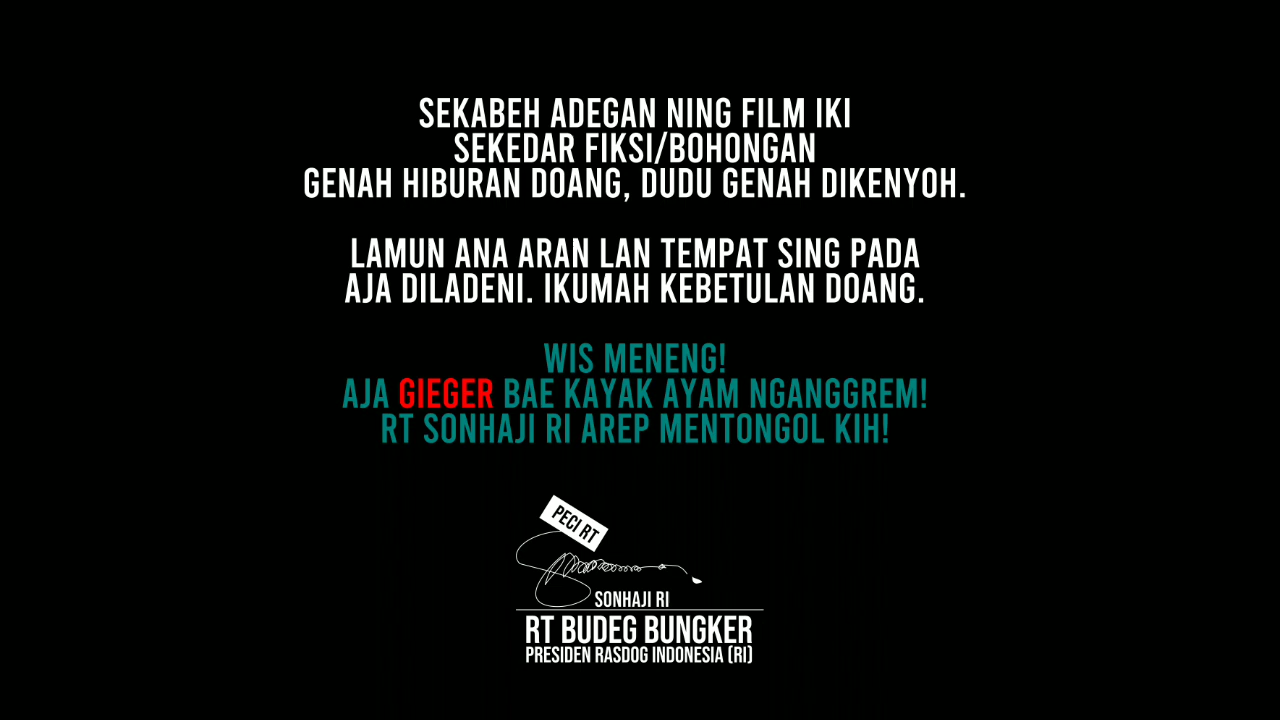 SEKABEH ADEGAN NING FILM IKI
SEKEDAR FIKSI/BOHONGAN
GENAH HIBURAN DOANG, DUDU GENAH DIKENYOH.
LAMUN ANA ARAN LAN TEMPAT SING PADA
AJA DILADENI. IKUMAH KEBETULAN DOANG.
WIS MENENG!
AJA GIEGER BAE KAYAK AYAM NGANGGREM!
RT SONHAJI RI AREP MENTONGOL KIH!
PECI RT
SONHAJI RI
RT BUDEG BUNGKER
PRESIDEN RASDOG INDONESIA (RI)